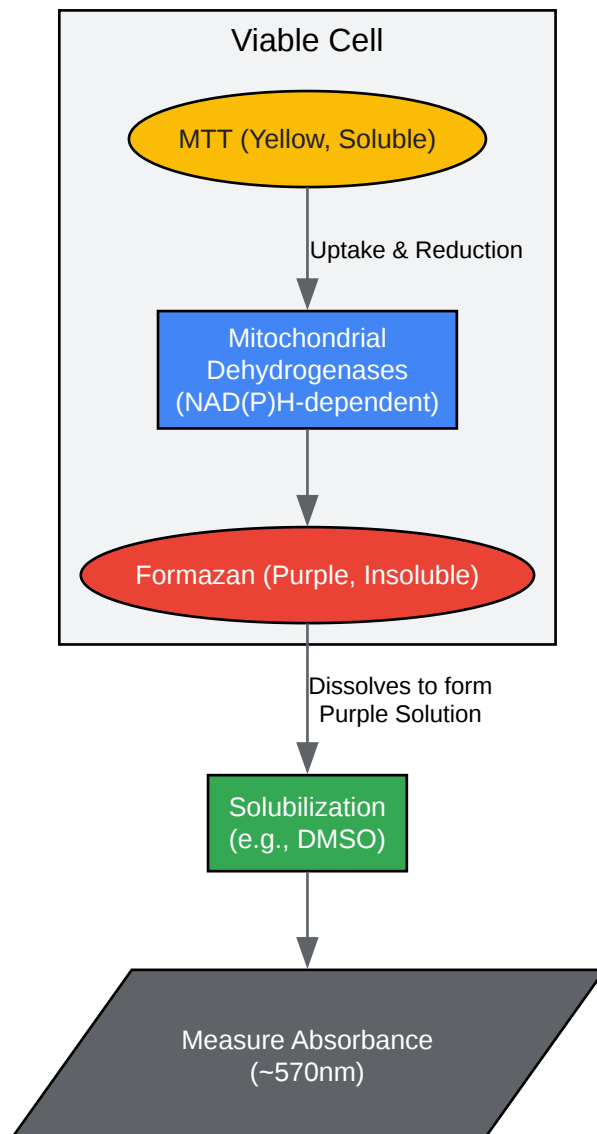 Viable Cell
MTT (Yellow, Soluble)
Uptake & Reduction
Mitochondrial
Dehydrogenases
(NAD(P)H-dependent)
Formazan (Purple, Insoluble)
Dissolves to form
Purple Solution
Solubilization
(e.g., DMSO)
Measure Absorbance
(~570nm)